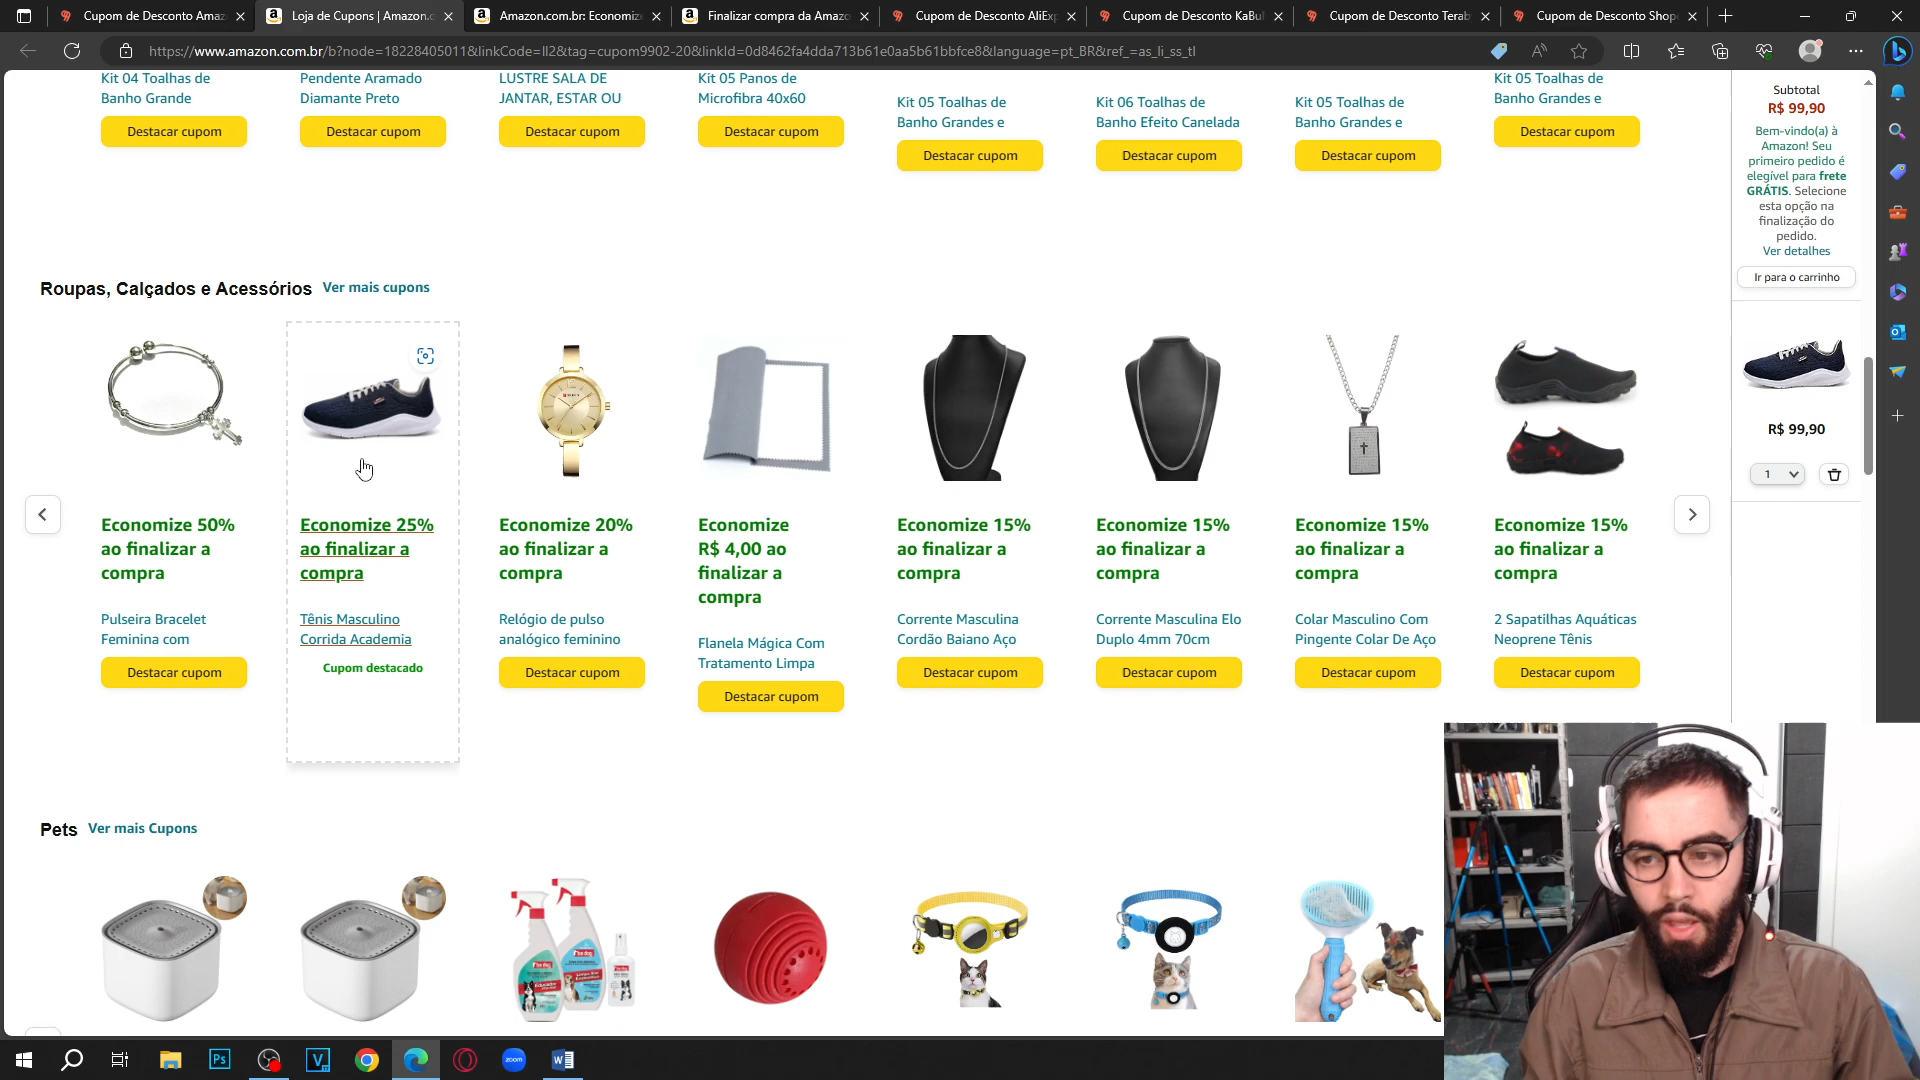 Cupom de Desconto Amaz
Loja de Cupons | Amazon.c
Amazon.com.br: Economiz
Finalizar compra da Amazo
Cupom de Desconto AliExp
Cupom de Desconto KaBu
Cupom de Desconto Terab
Cupom de Desconto Shop
https://www.amazon.com.br/b?node=18228405011&linkCode=ll2&tag=cupom9902-20&linkId=0d8462fa4dda713b61e0aa5b61bbfce8&language=pt_BR&ref_=as_li_ss_tl
Kit 04 Toalhas de
Banho Grande
Destacar cupom
Pendente Aramado
Diamante Preto
Destacar cupom
LUSTRE SALA DE
JANTAR, ESTAR OU
Destacar cupom
Kit 05 Panos de
Microfibra 40x60
Destacar cupom
Kit 05 Toalhas de
Banho Grandes e
Destacar cupom
Kit 06 Toalhas de
Banho Efeito Canelada
Destacar cupom
Kit 05 Toalhas de
Banho Grandes e
Destacar cupom
Kit 05 Toalhas de
Banho Grandes e
Destacar cupom
Subtotal
R$ 99,90
Bem-vindo(a) à
Amazon! Seu
primeiro pedido é
elegível para frete
GRÁTIS. Selecione
esta opção na
finalização do
pedido.
Ver detalhes
Ir para o carrinho
R$ 99,90
1
Roupas, Calçados e Acessórios Ver mais cupons
Economize 50%
ao finalizar a
compra
Pulseira Bracelet
Feminina com
Destacar cupom
Economize 25%
ao finalizar a
compra
Tênis Masculino
Corrida Academia
Cupom destacado
Economize 20%
ao finalizar a
compra
Relógio de pulso
analógico feminino
Destacar cupom
Economize
R$ 4,00 ao
finalizar a
compra
Flanela Mágica Com
Tratamento Limpa
Destacar cupom
Economize 15%
ao finalizar a
compra
Corrente Masculina
Cordão Baiano Aço
Destacar cupom
Economize 15%
ao finalizar a
compra
Corrente Masculina Elo
Duplo 4mm 70cm
Destacar cupom
Economize 15%
ao finalizar a
compra
Colar Masculino Com
Pingente Colar De Aço
Destacar cupom
Economize 15%
ao finalizar a
compra
2 Sapatilhas Aquáticas
Neoprene Tênis
Destacar cupom
Pets Ver mais Cupons
Ps
V
zoom
W